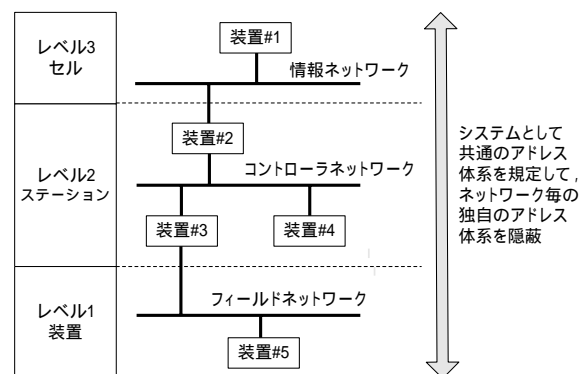 レベル3
セル
装置#1
情報ネットワーク
レベル2
ステーション
装置#2
コントローラネットワーク
装置#3
装置#4
レベル1
装置
フィールドネットワーク
装置#5
システムとして
共通のアドレス
体系を規定して,
ネットワーク毎の
独自のアドレス
体系を隠蔽